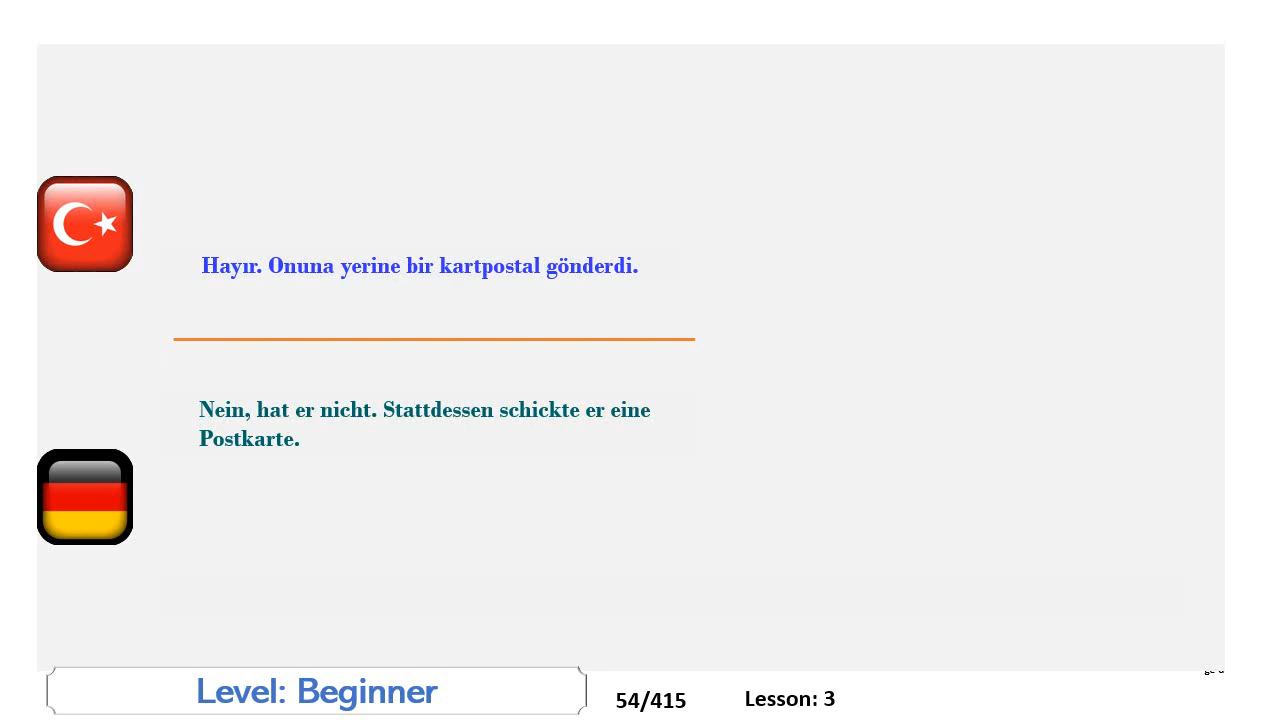 Hayır. Onuna yerine bir kartpostal gönderdi.
Nein, hat er nicht. Stattdessen schickte er eine
Postkarte.
Level: Beginner
54/415
Lesson: 3